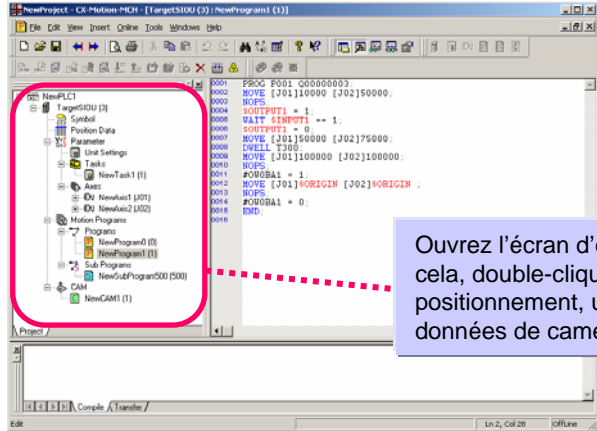 NewProject - CX-Motion-MCH - [TargetSIOU (3) : NewProgram1 (1)]
File Edit View Insert Online Tools Windows Help
NewPLC1
TargetSIOU (3)
Symbol
Position Data
Parameter
Unit Settings
Tasks
NewTask1 (1)
Axes
NewAxis1 (J01)
NewAxis2 (J02)
Motion Programs
Programs
NewProgram0 (0)
NewProgram1 (1)
Sub Programs
NewSubProgram500 (500)
CAM
NewCAM1 (1)
Project
0001 PROG P001 Q00000003;
0002 MOVE [J01]10000 [J02]50000;
0003 NOPS;
0004 $OUTPUT1 = 1;
0005 WAIT $INPUT1 == 1;
0006 $OUTPUT1 = 0;
0007 MOVE [J01]50000 [J02]75000;
0008 DWELL T300;
0009 MOVE [J01]100000 [J02]100000;
0010 NOPS;
0011 #OW0BA1 = 1;
0012 MOVE [J01]$ORIGIN [J02]$ORIGIN ;
0013 NOPS;
0014 #OW0BA1 = 0;
0015 END;
0016
Ouvrez l'écran d'
cela, double-cliqu
positionnement, u
données de came
Compile Transfer
Edit Ln 2, Col 28 OffLine